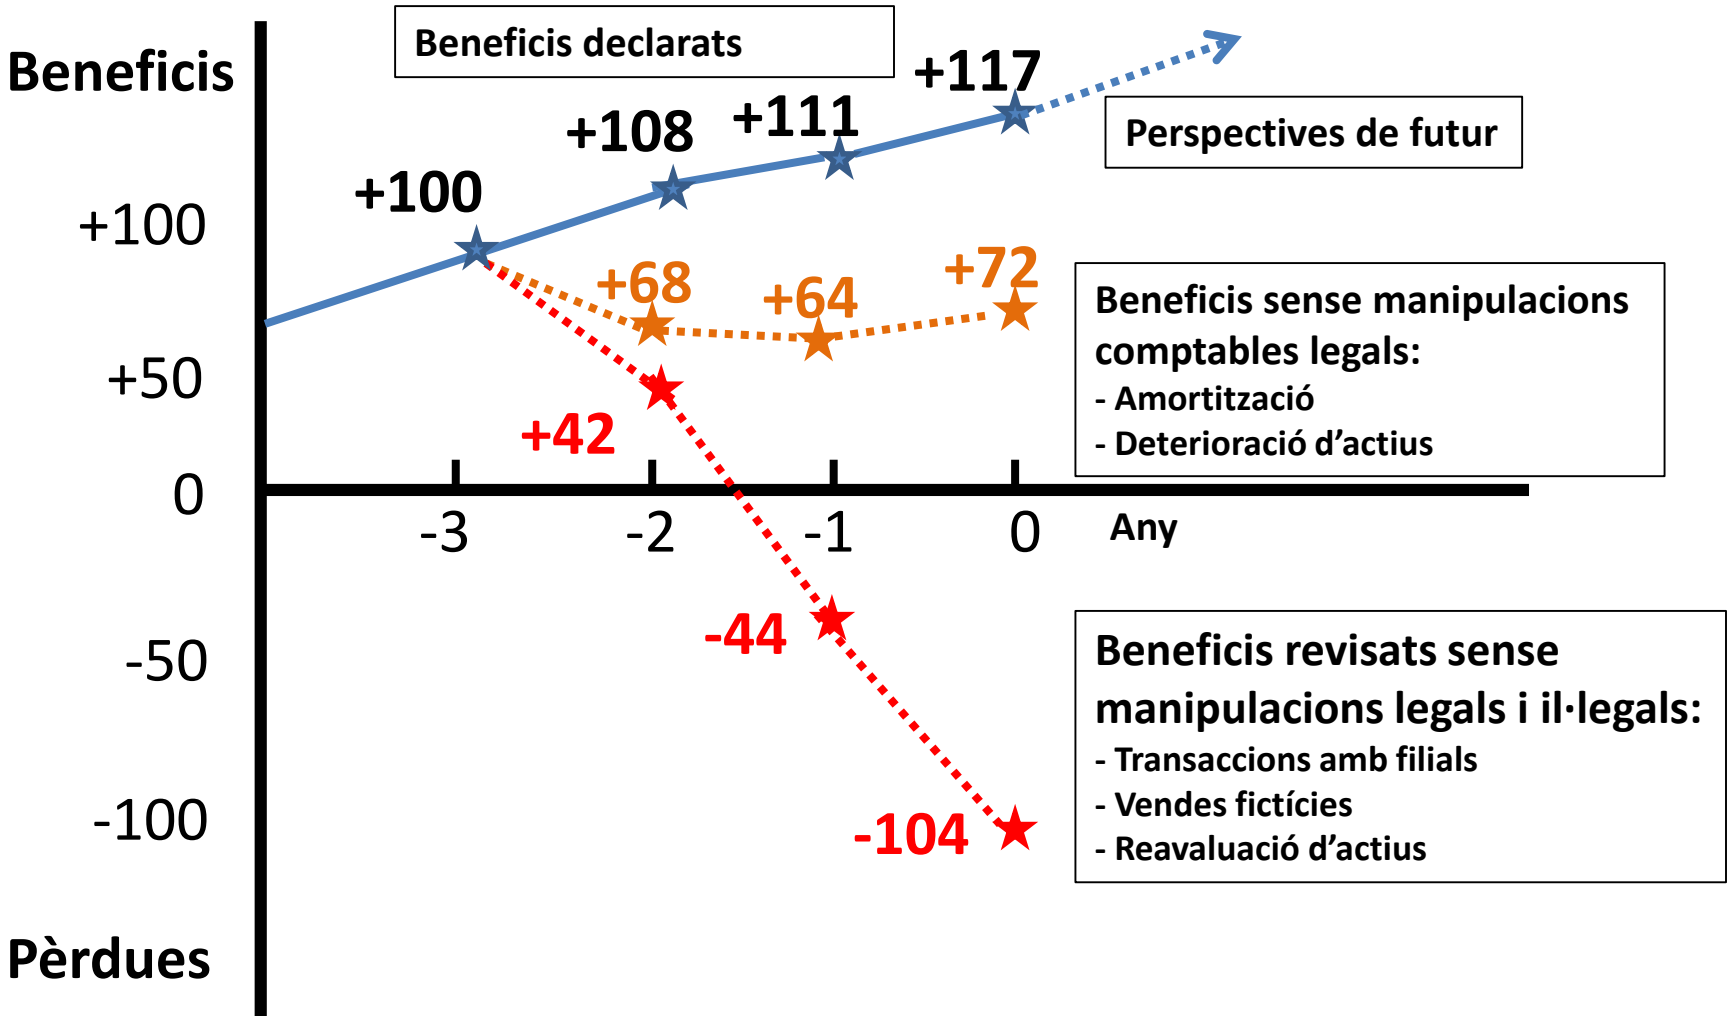 Beneficis declarats
Beneficis
+117
+111
+108
Perspectives de futur
+100
+100
+72
+68
+64
Beneficis sense manipulacions
comptables legals:
- Amortització
- Deterioració d’actius
+50
+42
0
-3
-2
-1
0
Any
-44
-50
Beneficis revisats sense
manipulacions legals i il·legals:
- Transaccions amb filials
- Vendes fictícies
- Reavaluació d’actius
-100
-104
Pèrdues